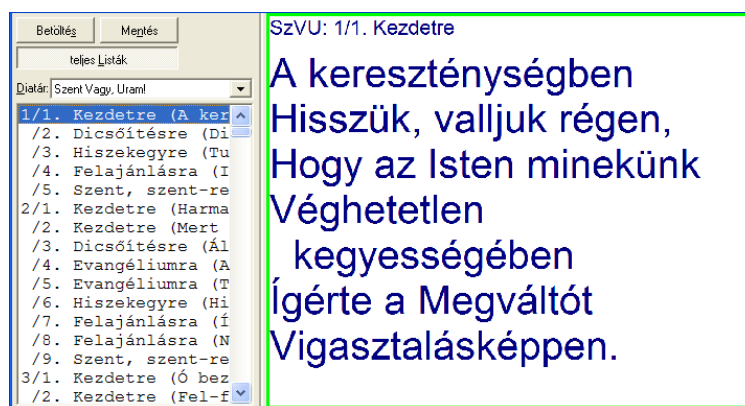 Betöltés
Mentés
teljes Listák
Diatár: Szent Vagy, Uram!
1/1. Kezdetre (A ker
/2. Dicsőítésre (Di
/3. Hiszekegyre (Tu
/4. Felajánlásra (I
/5. Szent, szent-re
2/1. Kezdetre (Harma
/2. Kezdetre (Mert
/3. Dicsőítésre (Ál
/4. Evangéliumra (A
/5. Evangéliumra (T
/6. Hiszekegyre (Hi
/7. Felajánlásra (Í
/8. Felajánlásra (N
/9. Szent, szent-re
3/1. Kezdetre (Ó bez
/2. Kezdetre (Fel-f
SzVU: 1/1. Kezdetre
A kereszténységben
Hisszük, valljuk régen,
Hogy az Isten minekünk
Véghetetlen
kegyességében
Ígérte a Megváltót
Vigasztalásképpen.